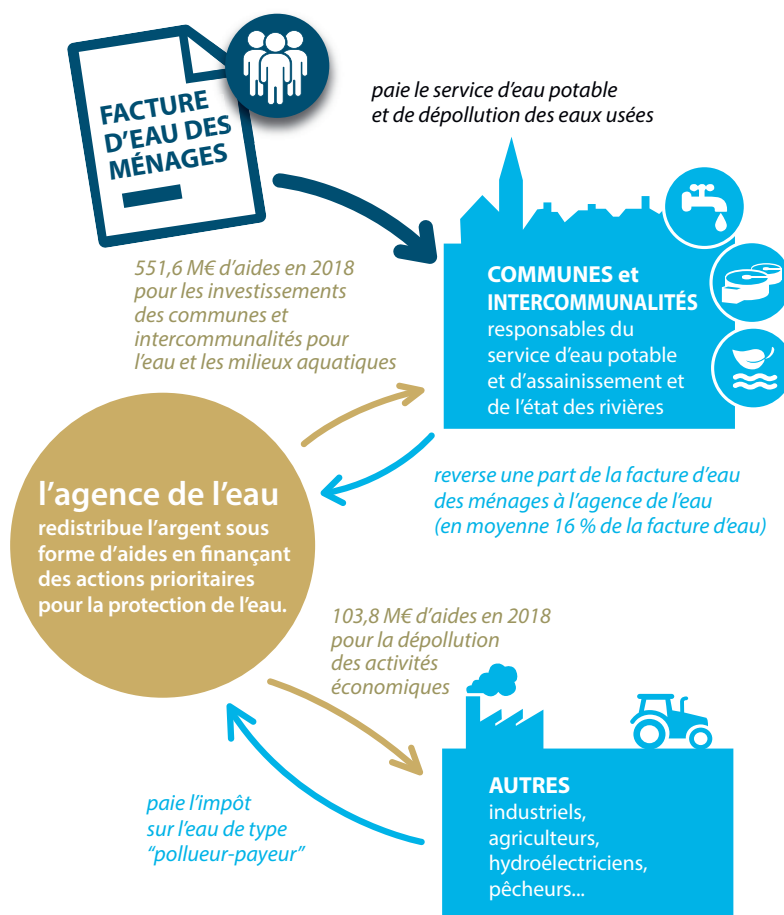 FACTURE
D'EAU DES
MÉNAGES
paie le service d'eau potable
et de dépollution des eaux usées
551,6 M€ d'aides en 2018
pour les investissements
des communes et
intercommunalités pour
l'eau et les milieux aquatiques
COMMUNES et
INTERCOMMUNALITÉS
responsables du
service d'eau potable
et d'assainissement et
de l'état des rivières
l'agence de l'eau
redistribue l'argent sous
forme d'aides en finançant
des actions prioritaires
pour la protection de l'eau.
reverse une part de la facture d'eau
des ménages à l'agence de l'eau
(en moyenne 16 % de la facture d'eau)
103,8 M€ d'aides en 2018
pour la dépollution
des activités
économiques
paie l'impôt
sur l'eau de type
“pollueur-payeur”
AUTRES
industriels,
agriculteurs,
hydroélectriciens,
pêcheurs...